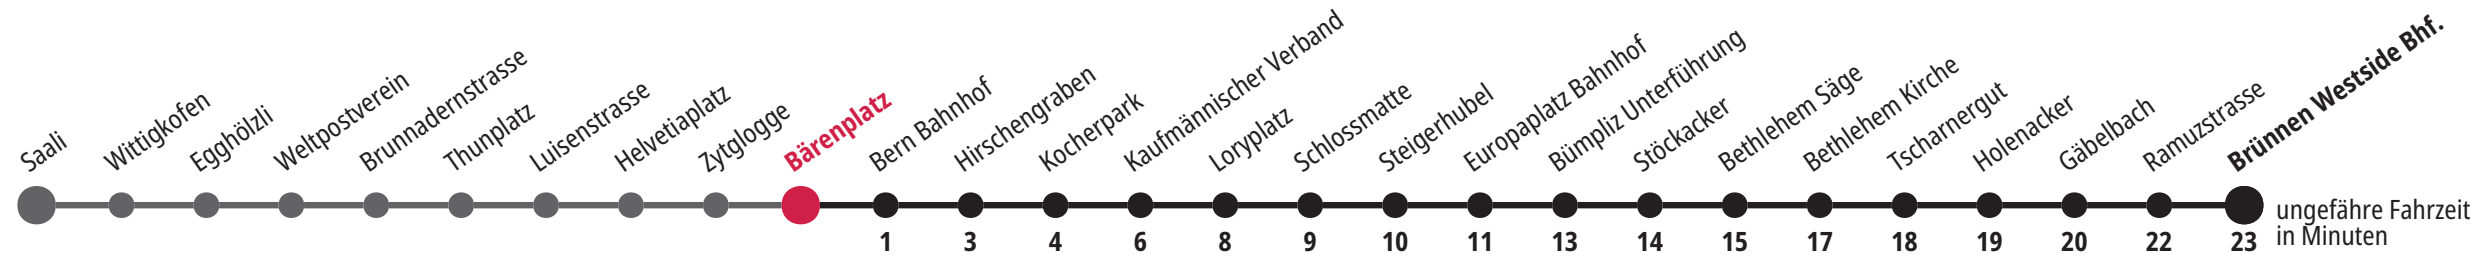 Saali
Wittigkofen
Egghölzli
Weltpostverein
Brunnadernstrasse
Thunplatz
Luisenstrasse
Helvetiaplatz
Zytglogge
Bärenplatz
Bern Bahnhof
Hirschengraben
Kocherpark
Kaufmännischer Verband
Loryplatz
Schlossmatte
Steigerhubel
Europaplatz Bahnhof
Bümpliz Unterführung
Stöckacker
Bethlehem Säge
Bethlehem Kirche
Tscharnergut
Holenacker
Gäbelbach
Ramuzstrasse
Brünnen Westside Bhf.
1 3 4 6 8 9 10 11 13 14 15 17 18 19 20 22 23
ungefähre Fahrzeit
in Minuten